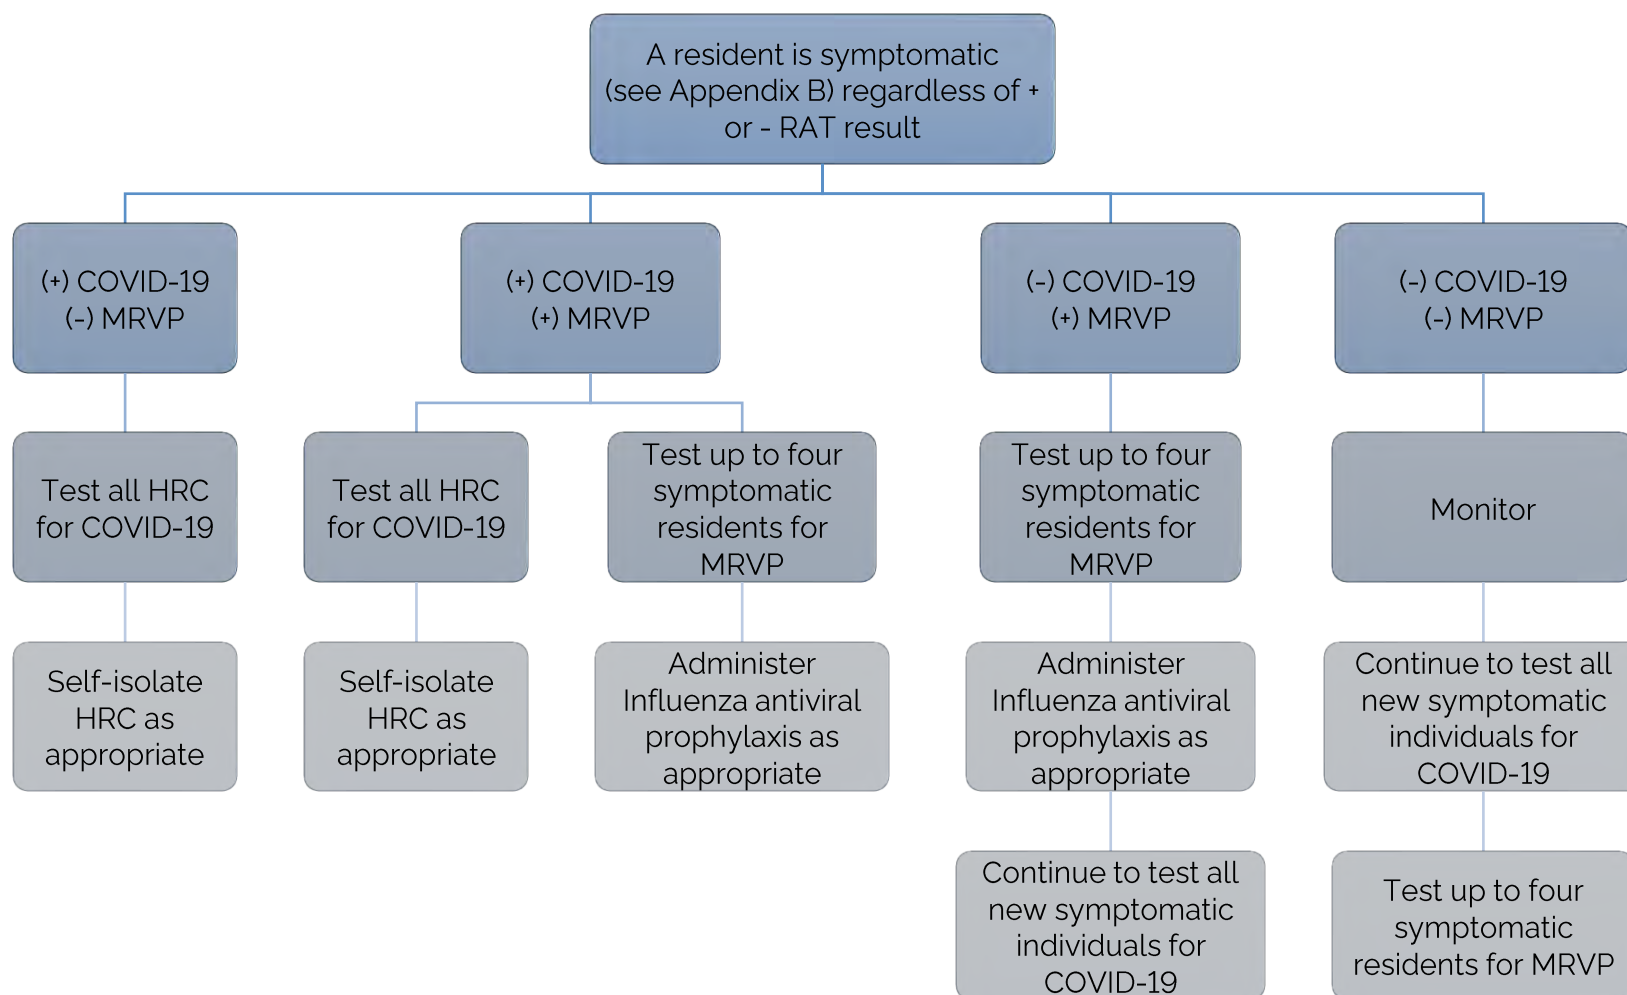 A resident is symptomatic
(see Appendix B) regardless of +
or - RAT result
(+) COVID-19
(-) MRVP
(+) COVID-19
(+) MRVP
(-) COVID-19
(+) MRVP
(-) COVID-19
(-) MRVP
Test all HRC
for COVID-19
Test all HRC
for COVID-19
Test up to four
symptomatic
residents for
MRVP
Test up to four
symptomatic
residents for
MRVP
Monitor
Self-isolate
HRC as
appropriate
Self-isolate
HRC as
appropriate
Administer
Influenza antiviral
prophylaxis as
appropriate
Administer
Influenza antiviral
prophylaxis as
appropriate
Continue to test all
new symptomatic
individuals for
COVID-19
Continue to test all
new symptomatic
individuals for
COVID-19
Test up to four
symptomatic
residents for MRVP